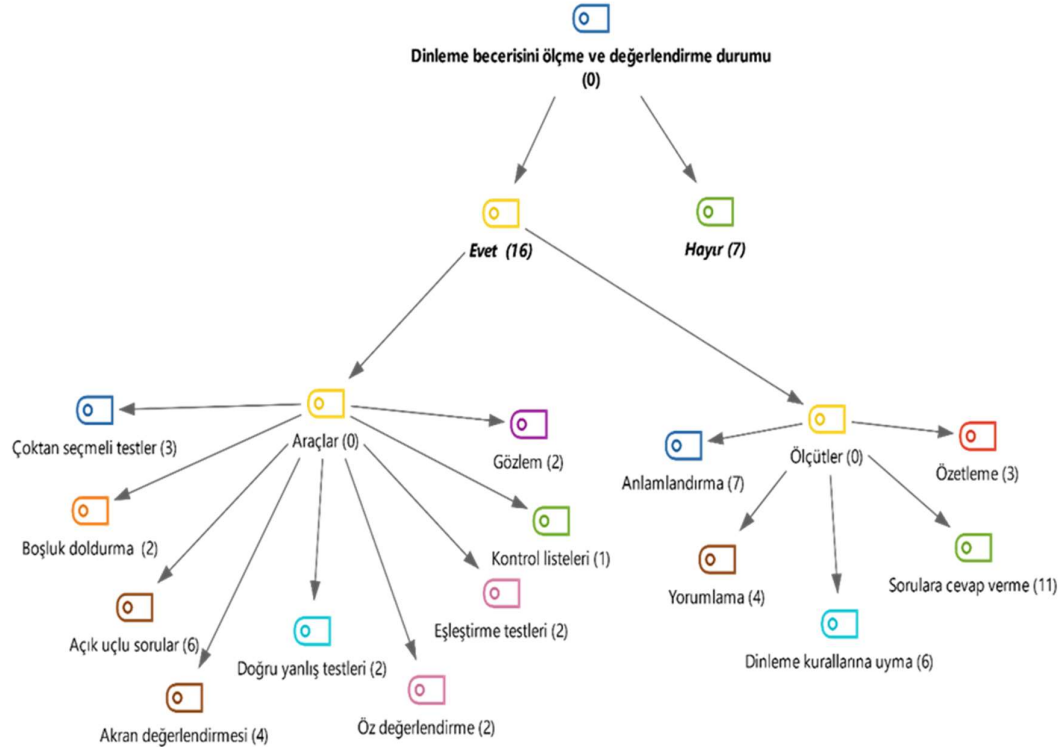 Dinleme becerisini ölçme ve değerlendirme durumu
(0)
Evet (16)
Hayır (7)
Araçlar (0)
Ölçütler (0)
Çoktan seçmeli testler (3)
Gözlem (2)
Anlamlandırma (7)
Özetleme (3)
Boşluk doldurma (2)
Kontrol listeleri (1)
Yorumlama (4)
Sorulara cevap verme (11)
Açık uçlu sorular (6)
Doğru yanlış testleri (2)
Eşleştirme testleri (2)
Dinleme kurallarına uyma (6)
Akran değerlendirmesi (4)
Öz değerlendirme (2)